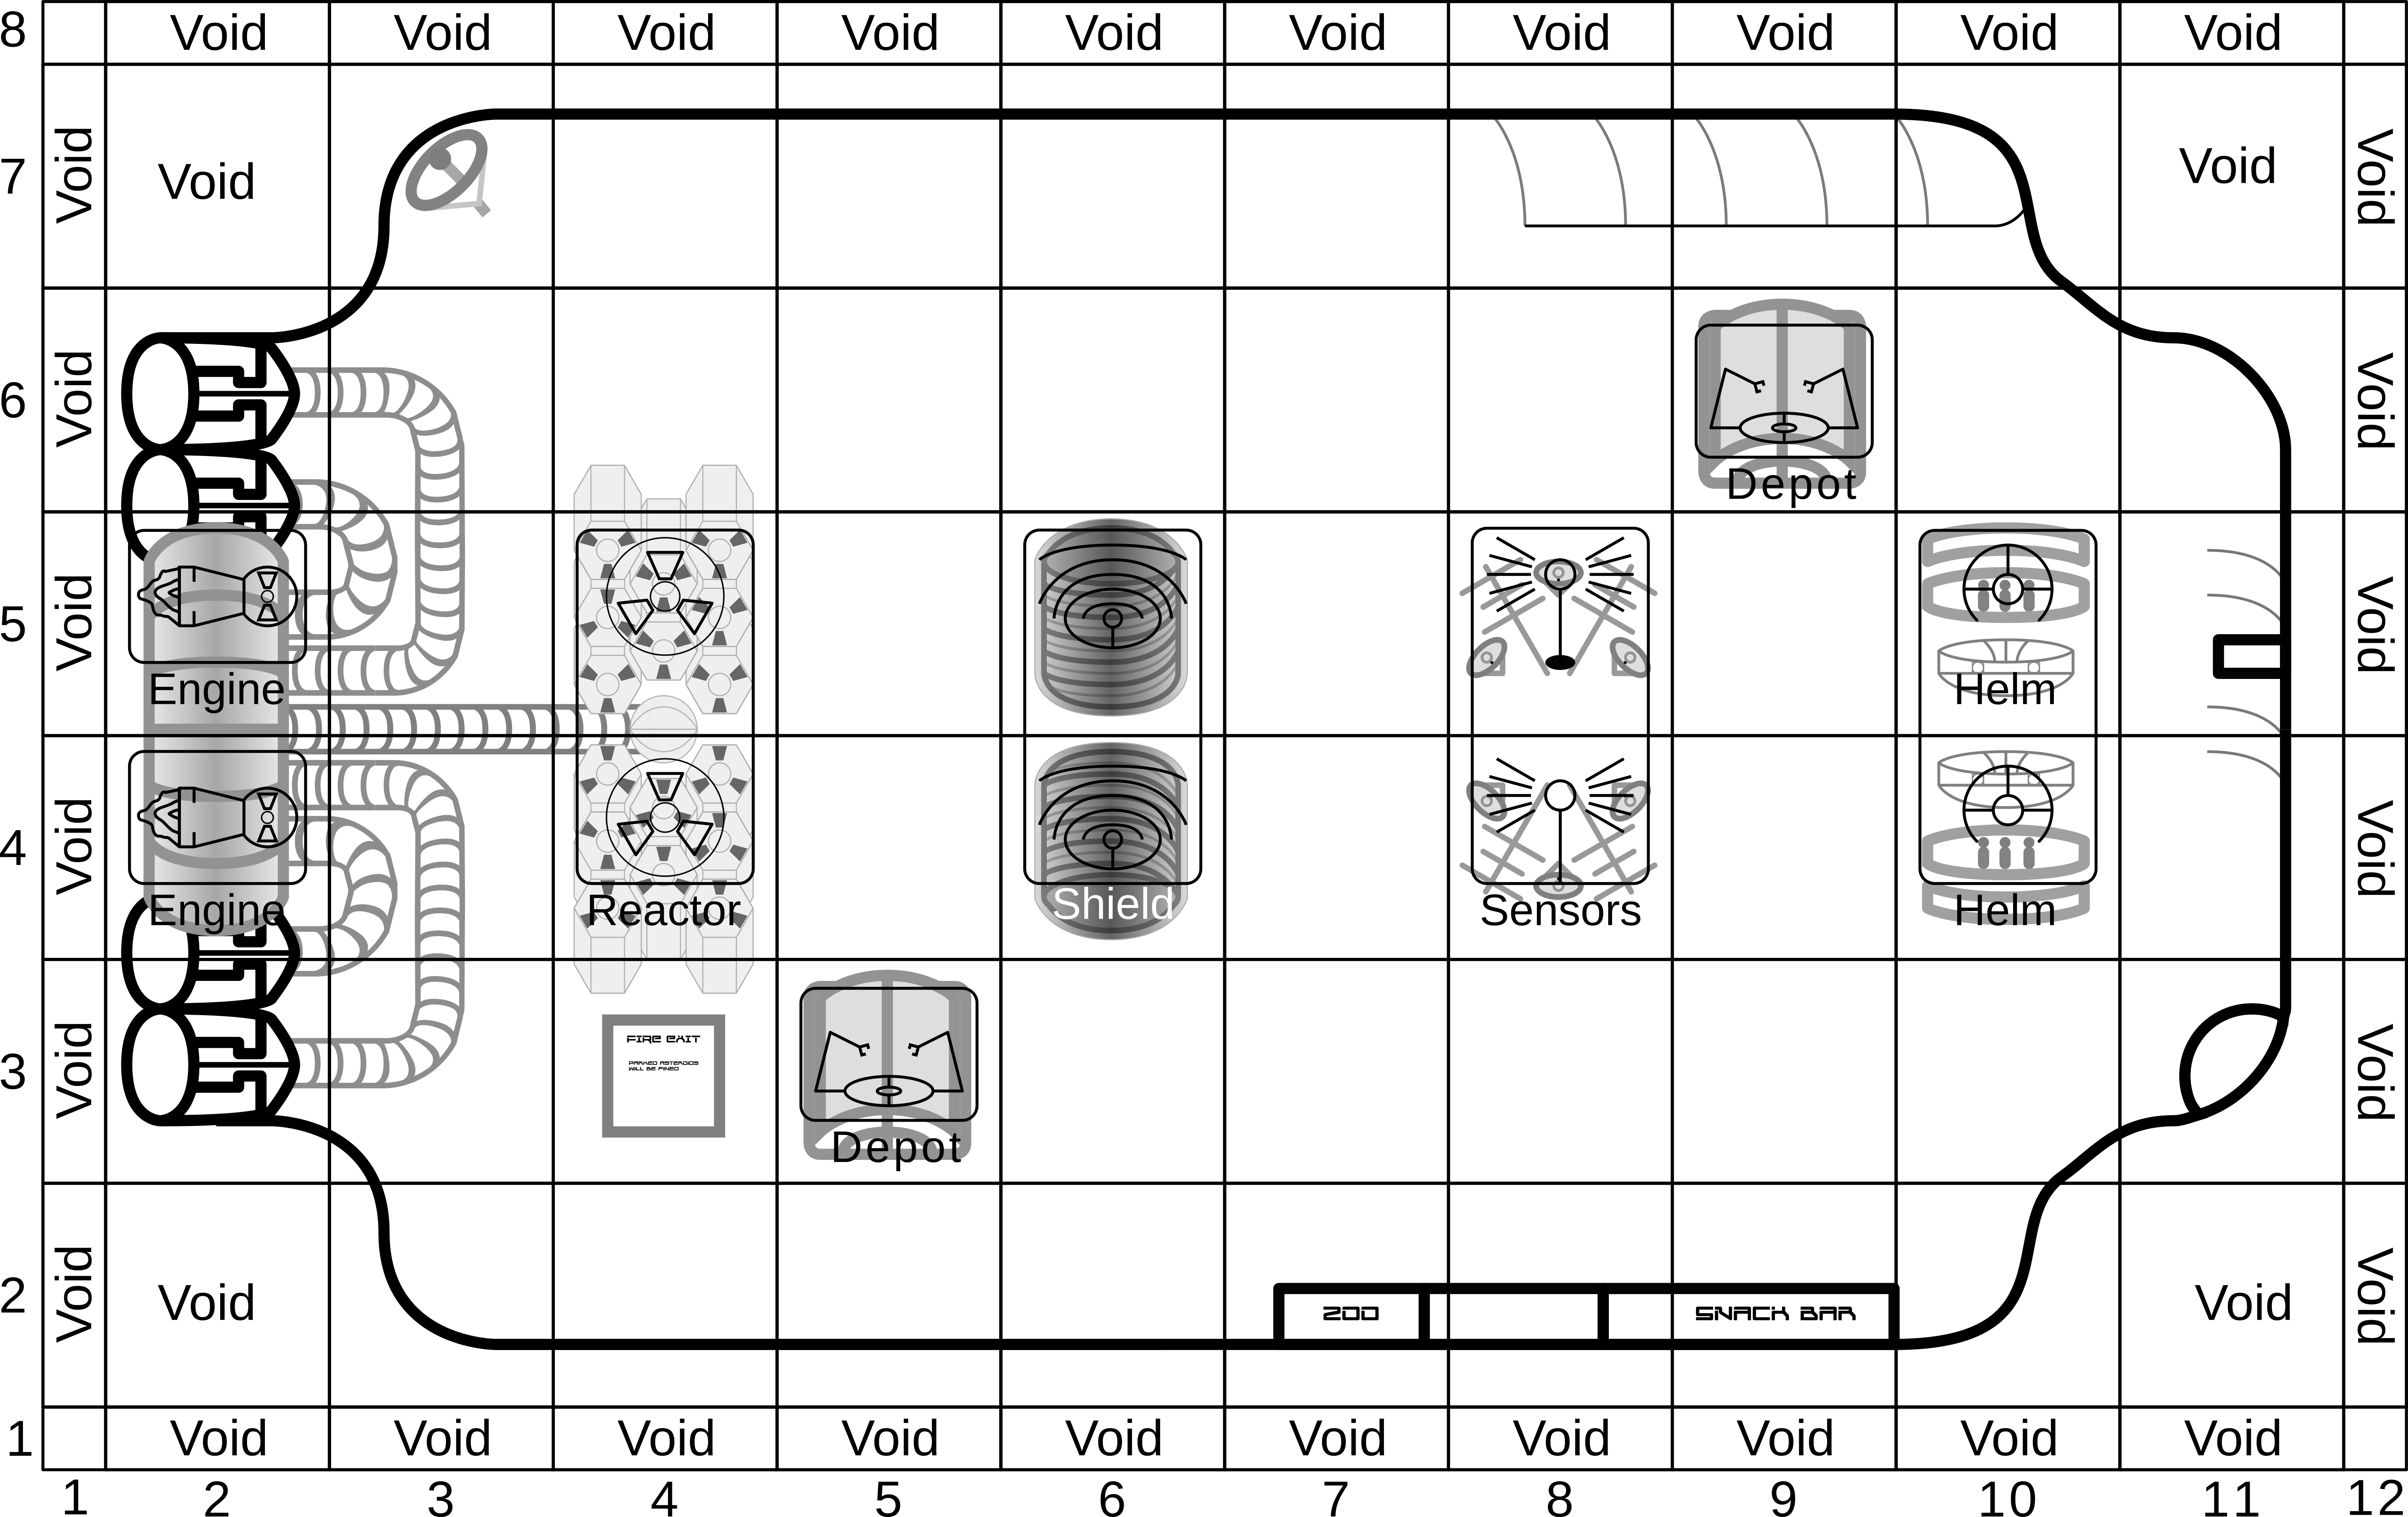 8 Void Void Void Void Void Void Void Void Void Void
7 Void Void Void Void
6 Void Void
Depot
5 Void Void
Engine Helm
4 Void Void
Engine Reactor Shield Sensors Helm
3 Void Void
FIRE EXIT
PARKED ASTEROIDS
WILL BE FINED
Depot
2 Void Void Void Void
ZOO SNACK BAR
1 Void Void Void Void Void Void Void Void Void Void
1 2 3 4 5 6 7 8 9 10 11 12